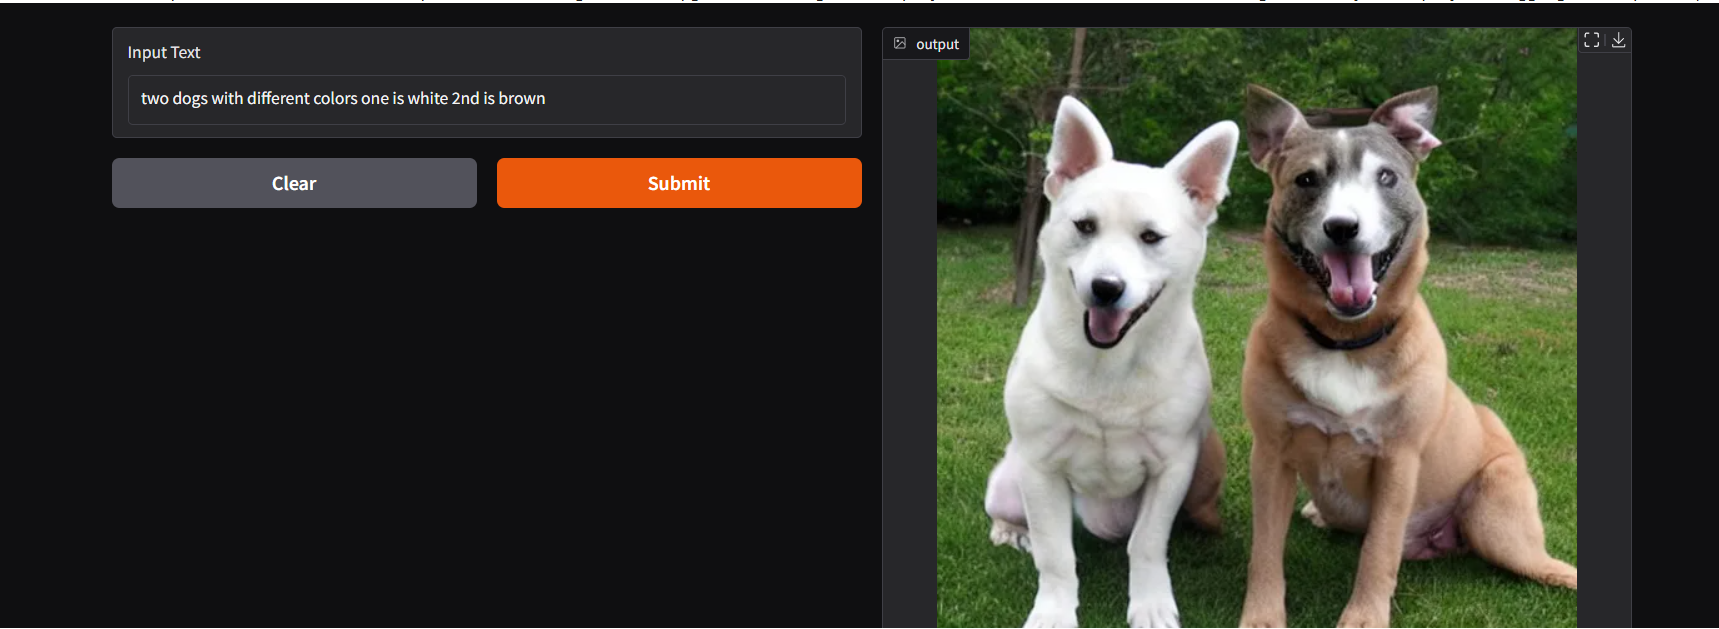 Input Text
two dogs with different colors one is white 2nd is brown
Clear
Submit
output